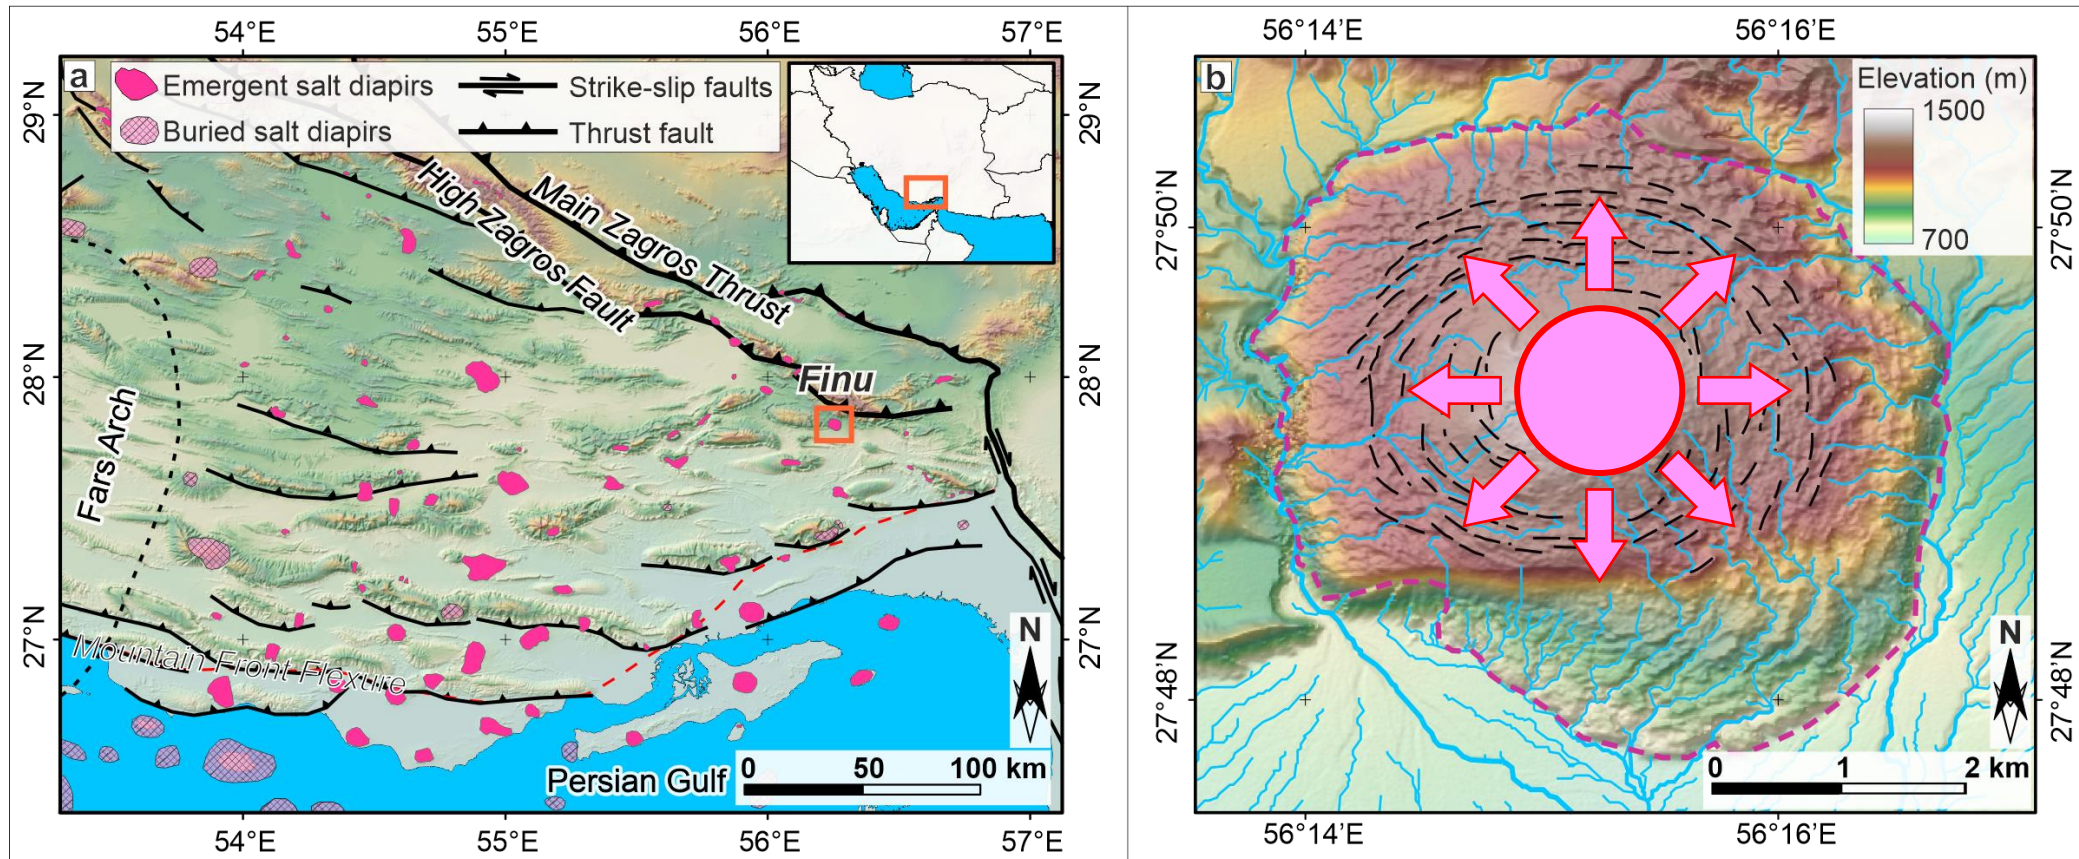 54°E 55°E 56°E 57°E
a
Emergent salt diapirs
Buried salt diapirs
Strike-slip faults
Thrust fault
29°N
28°N
27°N
29°N
28°N
27°N
Main Zagros Thrust
High Zagros Fault
Finu
Fars Arch
Mountain Front Flexure
Persian Gulf
N
0 50 100 km
54°E 55°E 56°E 57°E
56°14'E 56°16'E
b
Elevation (m)
1500
700
27°50'N
27°48'N
27°50'N
27°48'N
N
0 1 2 km
56°14'E 56°16'E